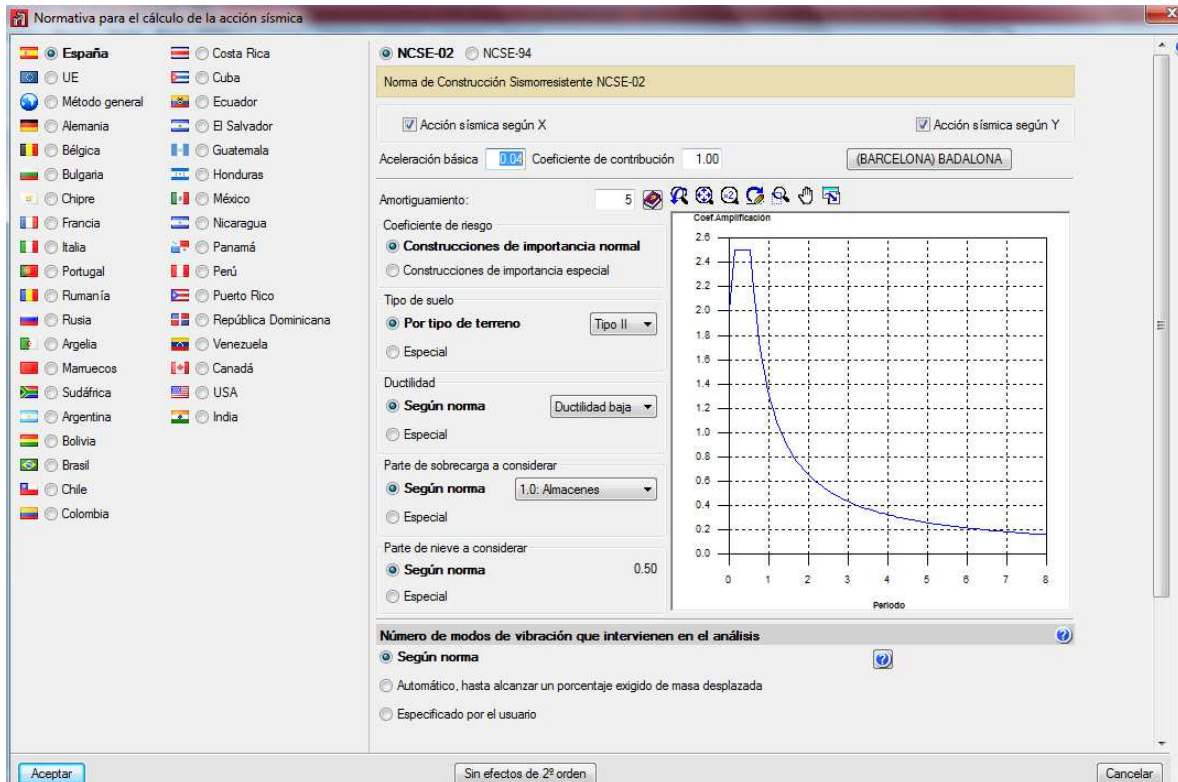 Normativa para el cálculo de la acción sísmica
España
UE
Método general
Alemania
Bélgica
Bulgaria
Chipre
Francia
Italia
Portugal
Rumanía
Rusia
Argelia
Marruecos
Sudáfrica
Argentina
Bolivia
Brasil
Chile
Colombia
Costa Rica
Cuba
Ecuador
El Salvador
Guatemala
Honduras
México
Nicaragua
Panamá
Perú
Puerto Rico
República Dominicana
Venezuela
Canadá
USA
India
NCSE-02 NCSE-94
Norma de Construcción Sismorresistente NCSE-02
Acción sísmica según X Acción sísmica según Y
Aceleración básica 0.04 Coeficiente de contribución 1.00 (BARCELONA) BADALONA
Amortiguamiento: 5
Coeficiente de riesgo
Construcciones de importancia normal
Construcciones de importancia especial
Tipo de suelo
Por tipo de terreno Tipo II
Especial
Ductilidad
Según norma Ductilidad baja
Especial
Parte de sobrecarga a considerar
Según norma 1.0: Almacenes
Especial
Parte de nieve a considerar
Según norma 0.50
Especial
Coef.Amplificación
2.6
2.4
2.2
2.0
1.8
1.6
1.4
1.2
1.0
0.8
0.6
0.4
0.2
0.0
0 1 2 3 4 5 6 7 8
Periodo
Número de modos de vibración que intervienen en el análisis
Según norma
Automático, hasta alcanzar un porcentaje exigido de masa desplazada
Especificado por el usuario
Aceptar Sin efectos de 2º orden Cancelar